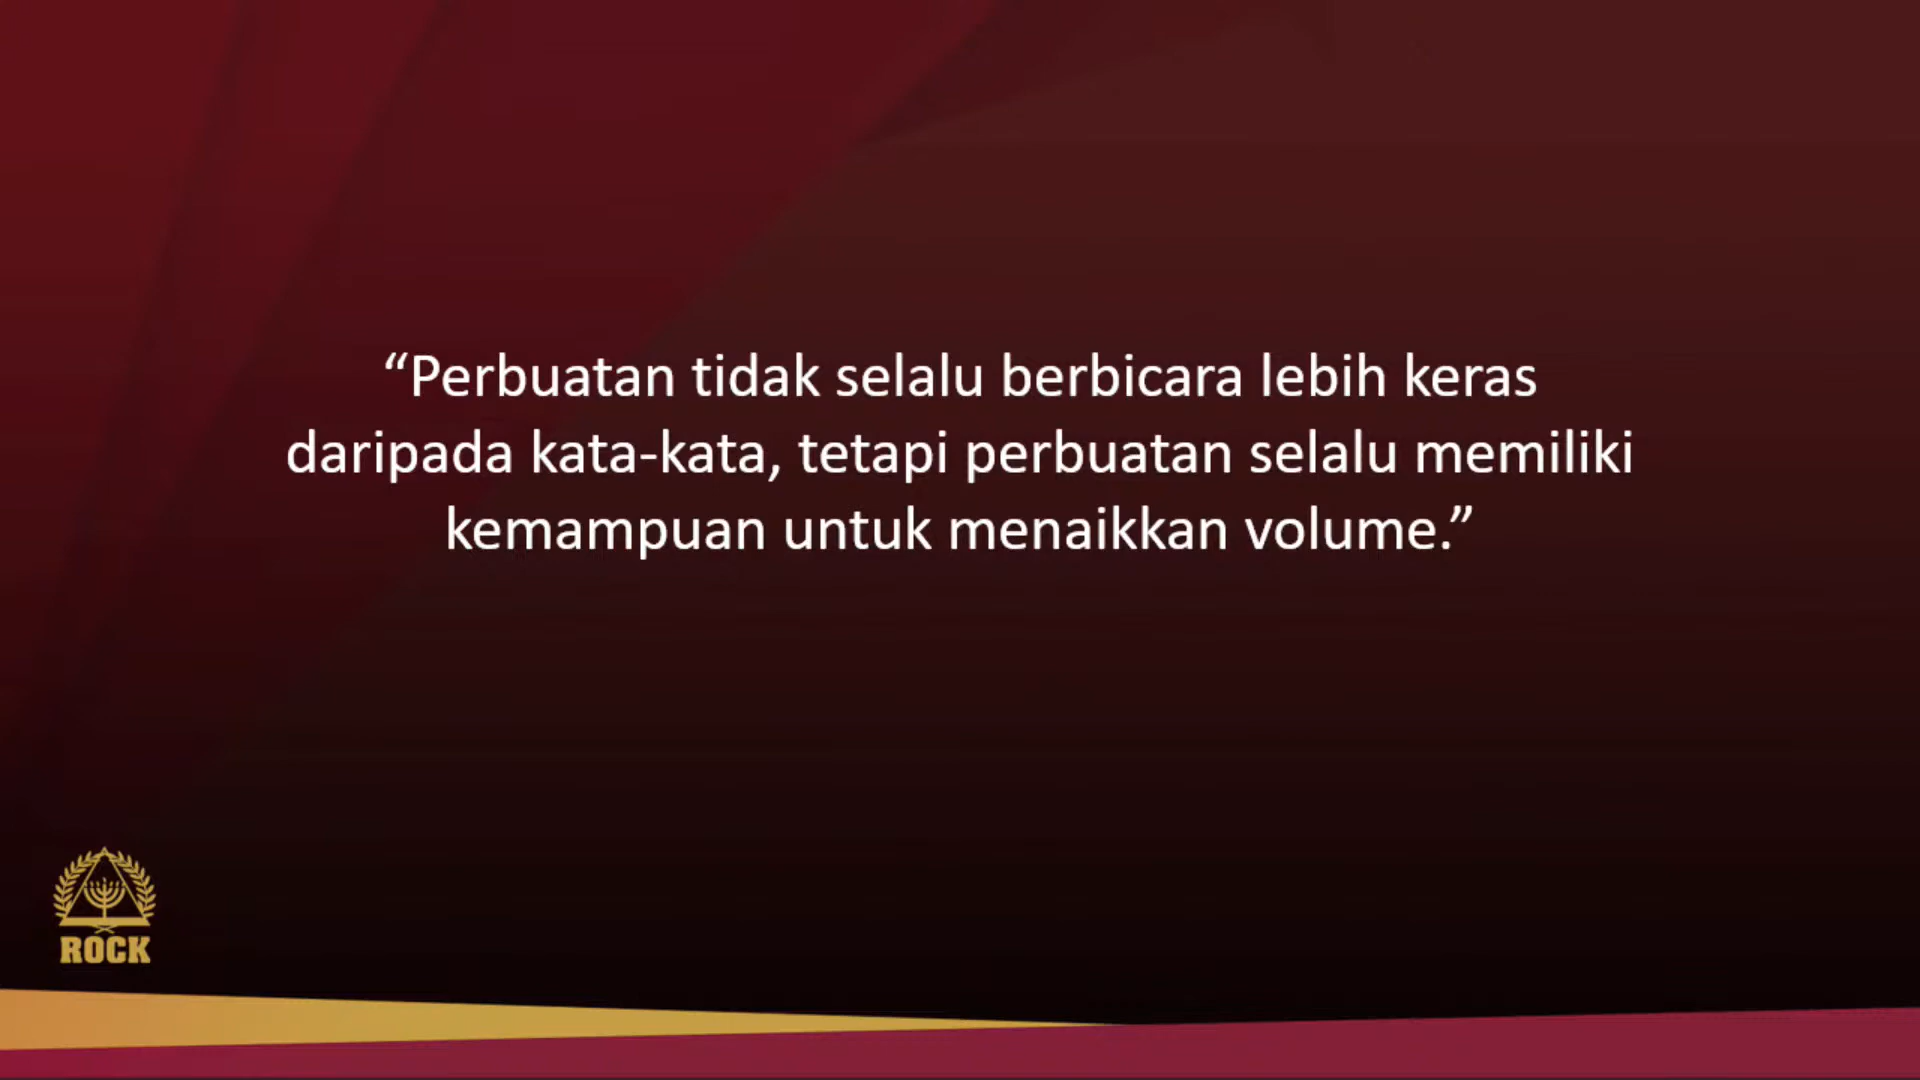 “Perbuatan tidak selalu berbicara lebih keras
daripada kata-kata, tetapi perbuatan selalu memiliki
kemampuan untuk menaikkan volume.”
ROCK